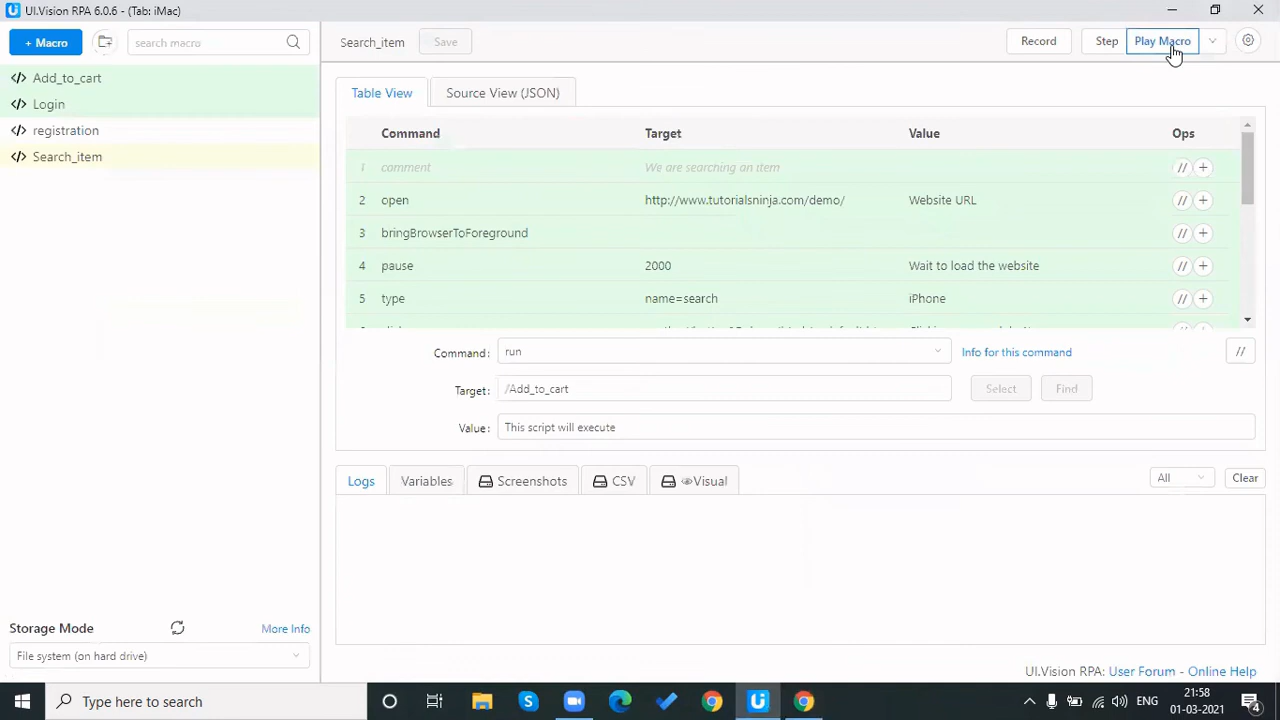 UI.Vision RPA 6.0.6 - (Tab: iMac)
+ Macro
search macro
Search_item
Save
Record
Step
Play Macro
Add_to_cart
Login
registration
Search_item
Table View
Source View (JSON)
Command Target Value Ops
1 comment We are searching an item // +
2 open http://www.tutorialsninja.com/demo/ Website URL // +
3 bringBrowserToForeground // +
4 pause 2000 Wait to load the website // +
5 type name=search iPhone // +
Command: run Info for this command //
Target: /Add_to_cart Select Find
Value: This script will execute
Logs Variables Screenshots CSV Visual All Clear
Storage Mode More Info
File system (on hard drive)
UI.Vision RPA: User Forum - Online Help
Type here to search
ENG
21:58
01-03-2021
4